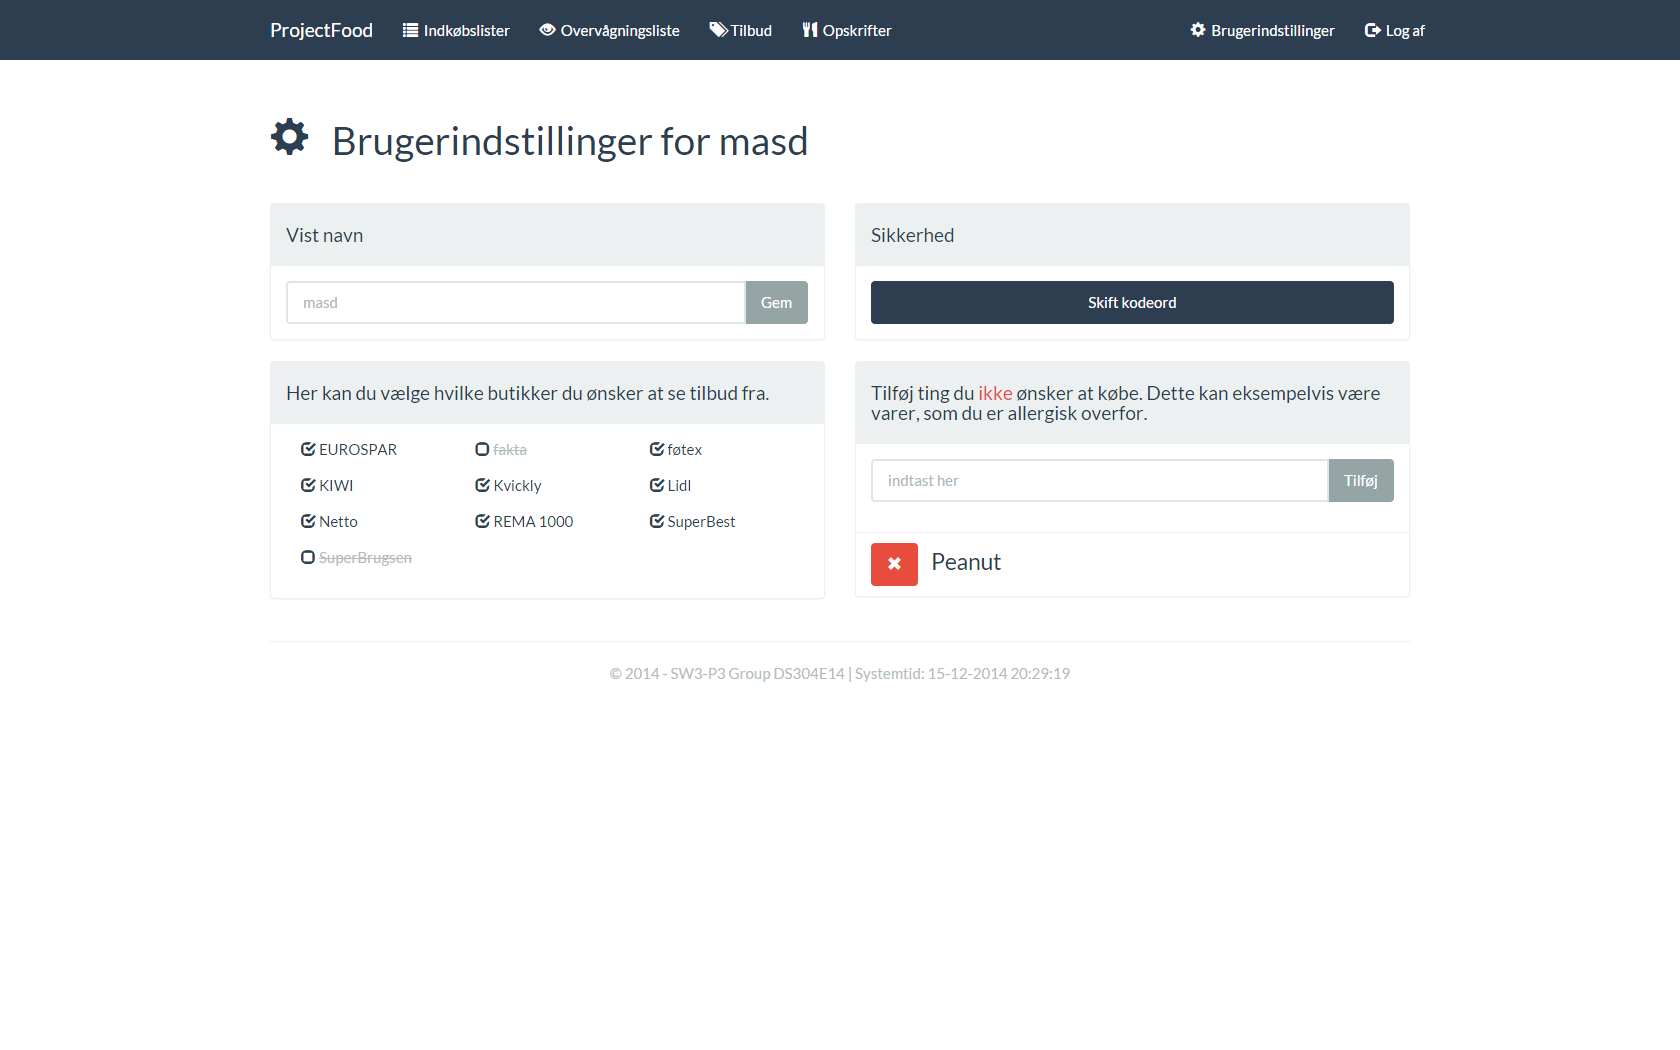 ProjectFood Indkøbslister Overvågningsliste Tilbud Opskrifter Brugerindstillinger Log af
Brugerindstillinger for masd
Vist navn
masd Gem
Sikkerhed
Skift kodeord
Her kan du vælge hvilke butikker du ønsker at se tilbud fra.
EUROSPAR fakta føtex
KIWI Kvickly Lidl
Netto REMA 1000 SuperBest
SuperBrugsen
Tilføj ting du ikke ønsker at købe. Dette kan eksempelvis være
varer, som du er allergisk overfor.
indtast her Tilføj
Peanut
© 2014 - SW3-P3 Group DS304E14 | Systemtid: 15-12-2014 20:29:19